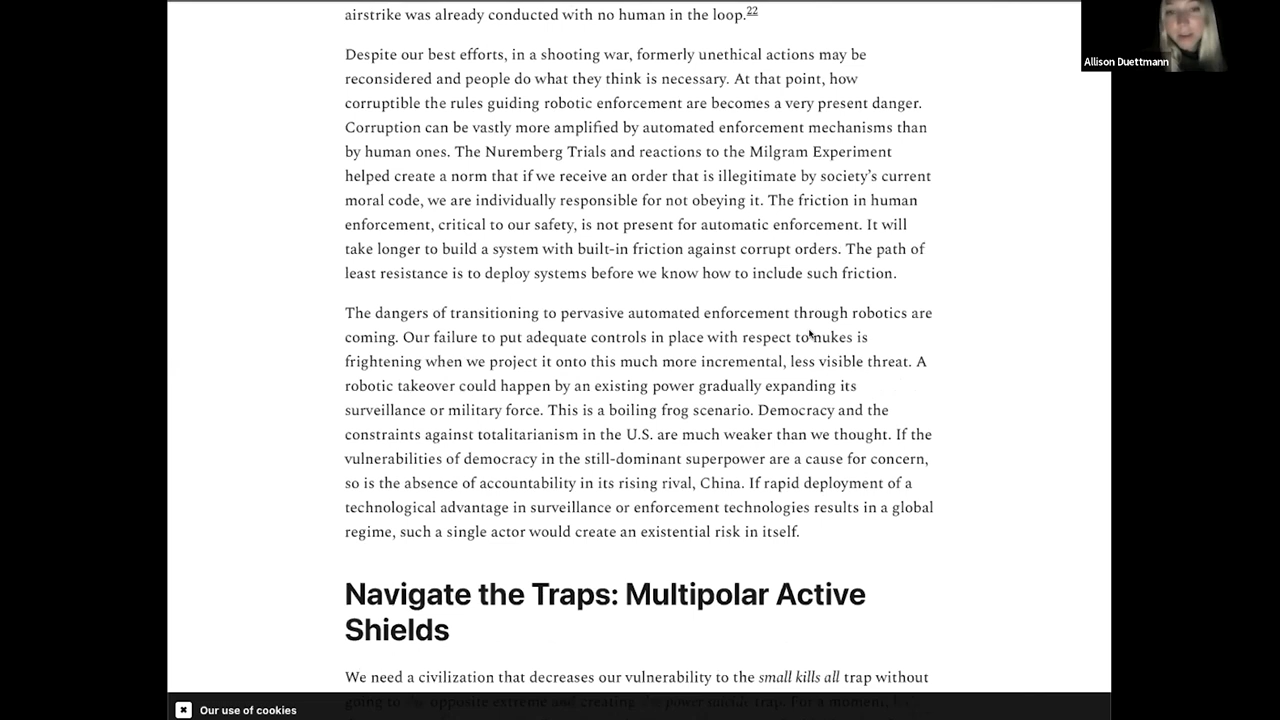 airstrike was already conducted with no human in the loop.22
Allison Duettmann
Despite our best efforts, in a shooting war, formerly unethical actions may be
reconsidered and people do what they think is necessary. At that point, how
corruptible the rules guiding robotic enforcement are becomes a very present danger.
Corruption can be vastly more amplified by automated enforcement mechanisms than
by human ones. The Nuremberg Trials and reactions to the Milgram Experiment
helped create a norm that if we receive an order that is illegitimate by society’s current
moral code, we are individually responsible for not obeying it. The friction in human
enforcement, critical to our safety, is not present for automatic enforcement. It will
take longer to build a system with built-in friction against corrupt orders. The path of
least resistance is to deploy systems before we know how to include such friction.
The dangers of transitioning to pervasive automated enforcement through robotics are
coming. Our failure to put adequate controls in place with respect to nukes is
frightening when we project it onto this much more incremental, less visible threat. A
robotic takeover could happen by an existing power gradually expanding its
surveillance or military force. This is a boiling frog scenario. Democracy and the
constraints against totalitarianism in the U.S. are much weaker than we thought. If the
vulnerabilities of democracy in the still-dominant superpower are a cause for concern,
so is the absence of accountability in its rising rival, China. If rapid deployment of a
technological advantage in surveillance or enforcement technologies results in a global
regime, such a single actor would create an existential risk in itself.
Navigate the Traps: Multipolar Active
Shields
We need a civilization that decreases our vulnerability to the small kills all trap without
going to opposite extreme and creating power suicide trap. For a moment,
Our use of cookies